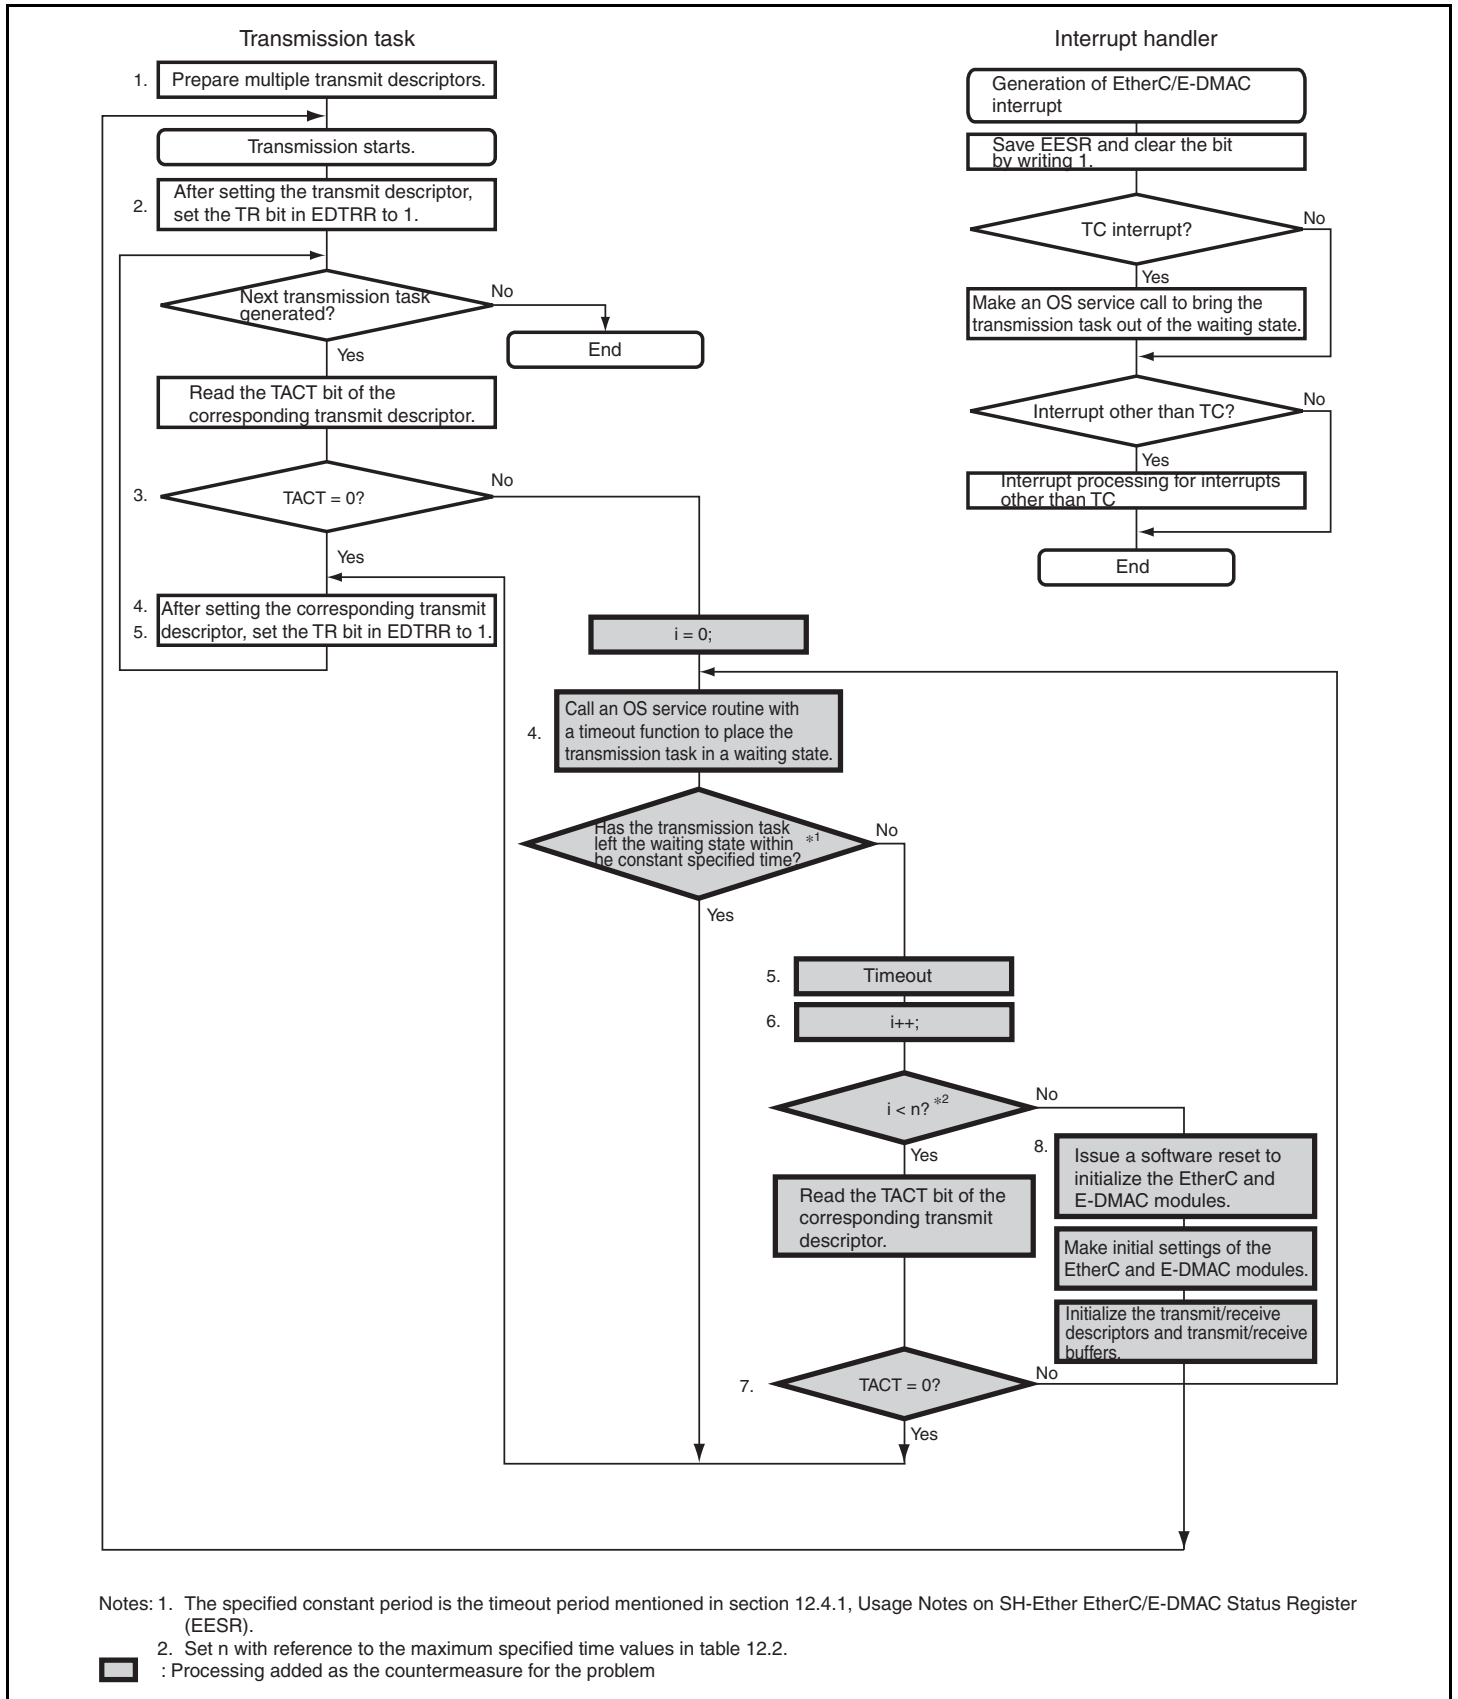 Transmission task
1. Prepare multiple transmit descriptors.
Transmission starts.
2. After setting the transmit descriptor,
set the TR bit in EDTRR to 1.
Next transmission task
generated?
No
End
Yes
Read the TACT bit of the
corresponding transmit descriptor.
3. TACT = 0?
No
Yes
4. After setting the corresponding transmit
5. descriptor, set the TR bit in EDTRR to 1.
i = 0;
4. Call an OS service routine with
a timeout function to place the
transmission task in a waiting state.
Has the transmission task
left the waiting state within *1
he constant specified time?
No
Yes
5. Timeout
6. i++;
i < n? *2
No
Yes
Read the TACT bit of the
corresponding transmit
descriptor.
8. Issue a software reset to
initialize the EtherC and
E-DMAC modules.
Make initial settings of the
EtherC and E-DMAC modules.
Initialize the transmit/receive
descriptors and transmit/receive
buffers.
7. TACT = 0?
No
Yes
Interrupt handler
Generation of EtherC/E-DMAC
interrupt
Save EESR and clear the bit
by writing 1.
TC interrupt?
No
Yes
Make an OS service call to bring the
transmission task out of the waiting state.
Interrupt other than TC?
No
Yes
Interrupt processing for interrupts
other than TC
End
Notes: 1. The specified constant period is the timeout period mentioned in section 12.4.1, Usage Notes on SH-Ether EtherC/E-DMAC Status Register
(EESR).
2. Set n with reference to the maximum specified time values in table 12.2.
: Processing added as the countermeasure for the problem